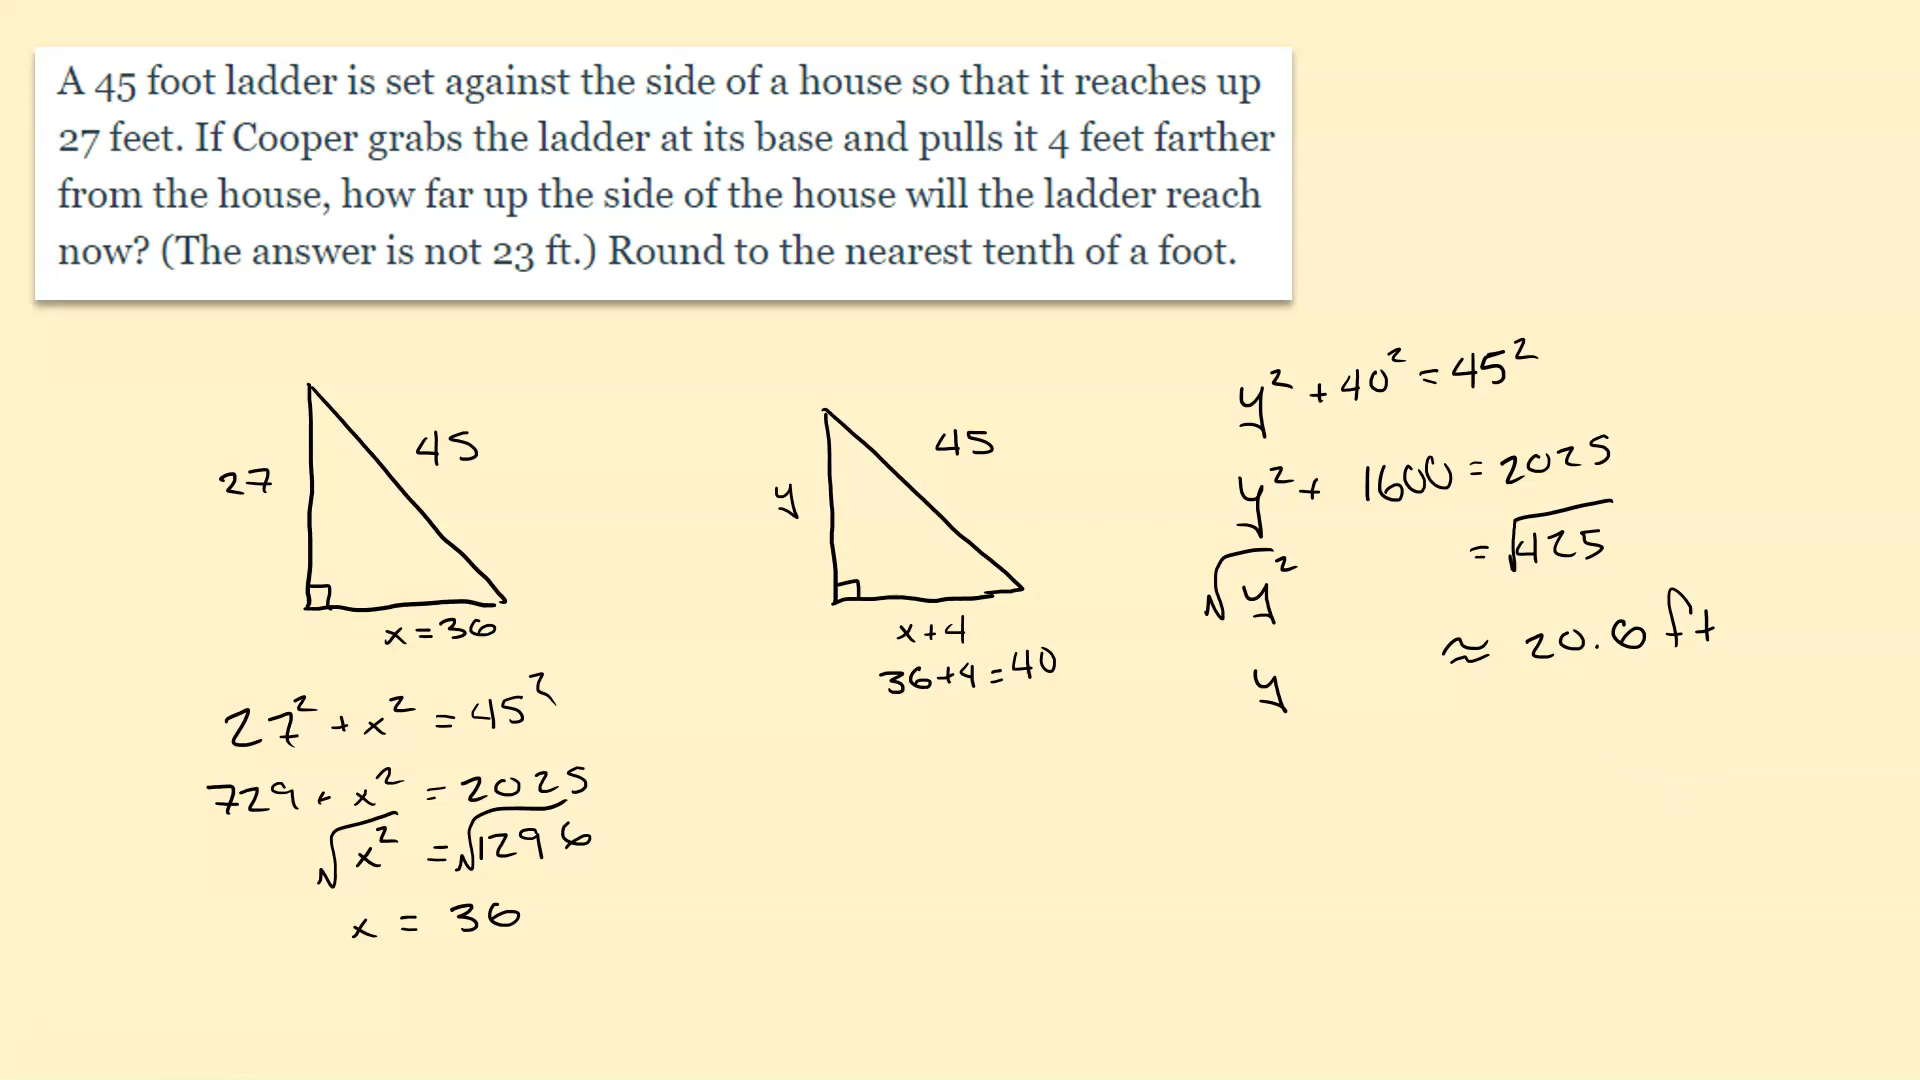 A 45 foot ladder is set against the side of a house so that it reaches up
27 feet. If Cooper grabs the ladder at its base and pulls it 4 feet farther
from the house, how far up the side of the house will the ladder reach
now? (The answer is not 23 ft.) Round to the nearest tenth of a foot.
27
45
x = 36
27² + x² = 45²
729 + x² = 2025
√x² = √1296
x = 36
y
45
x + 4
36 + 4 = 40
y² + 40² = 45²
y² + 1600 = 2025
√y² = √425
y ≈ 20.6 ft